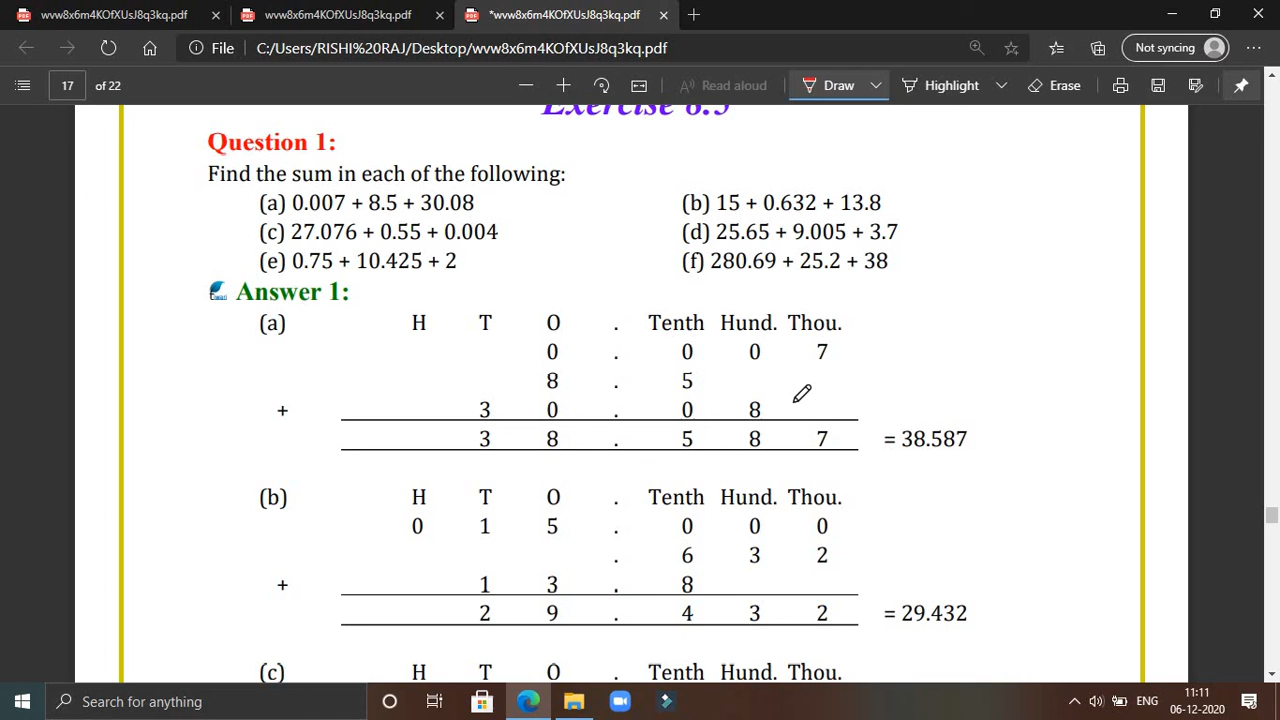 wvw8x6m4KOfXUsJ8q3kq.pdf
wvw8x6m4KOfXUsJ8q3kq.pdf
*wvw8x6m4KOfXUsJ8q3kq.pdf
File C:/Users/RISHI%20RAJ/Desktop/wvw8x6m4KOfXUsJ8q3kq.pdf Not syncing
17 of 22 Read aloud Draw Highlight Erase
Question 1:
Find the sum in each of the following:
(a) 0.007 + 8.5 + 30.08 (b) 15 + 0.632 + 13.8
(c) 27.076 + 0.55 + 0.004 (d) 25.65 + 9.005 + 3.7
(e) 0.75 + 10.425 + 2 (f) 280.69 + 25.2 + 38
Answer 1:
(a) H T O . Tenth Hund. Thou.
0 . 0 0 7
8 . 5
+ 3 0 . 0 8
3 8 . 5 8 7 = 38.587
(b) H T O . Tenth Hund. Thou.
0 1 5 . 0 0 0
. 6 3 2
+ 1 3 . 8
2 9 . 4 3 2 = 29.432
(c) H T O . Tenth Hund. Thou.
Search for anything ENG 11:11
06-12-2020